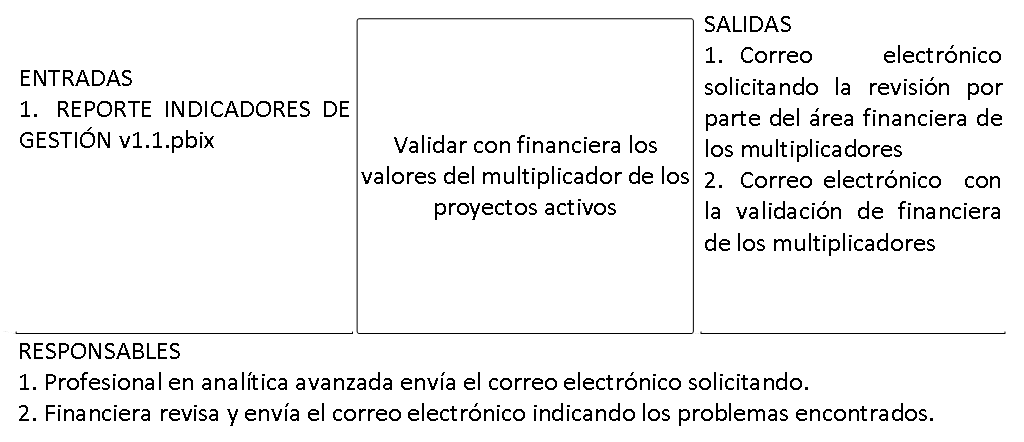 ENTRADAS
1. REPORTE INDICADORES DE
GESTIÓN v1.1.pbix
Validar con financiera los
valores del multiplicador de los
proyectos activos
SALIDAS
1. Correo electrónico
solicitando la revisión por
parte del área financiera de
los multiplicadores
2. Correo electrónico con
la validación de financiera
de los multiplicadores
RESPONSABLES
1. Profesional en analítica avanzada envía el correo electrónico solicitando.
2. Financiera revisa y envía el correo electrónico indicando los problemas encontrados.